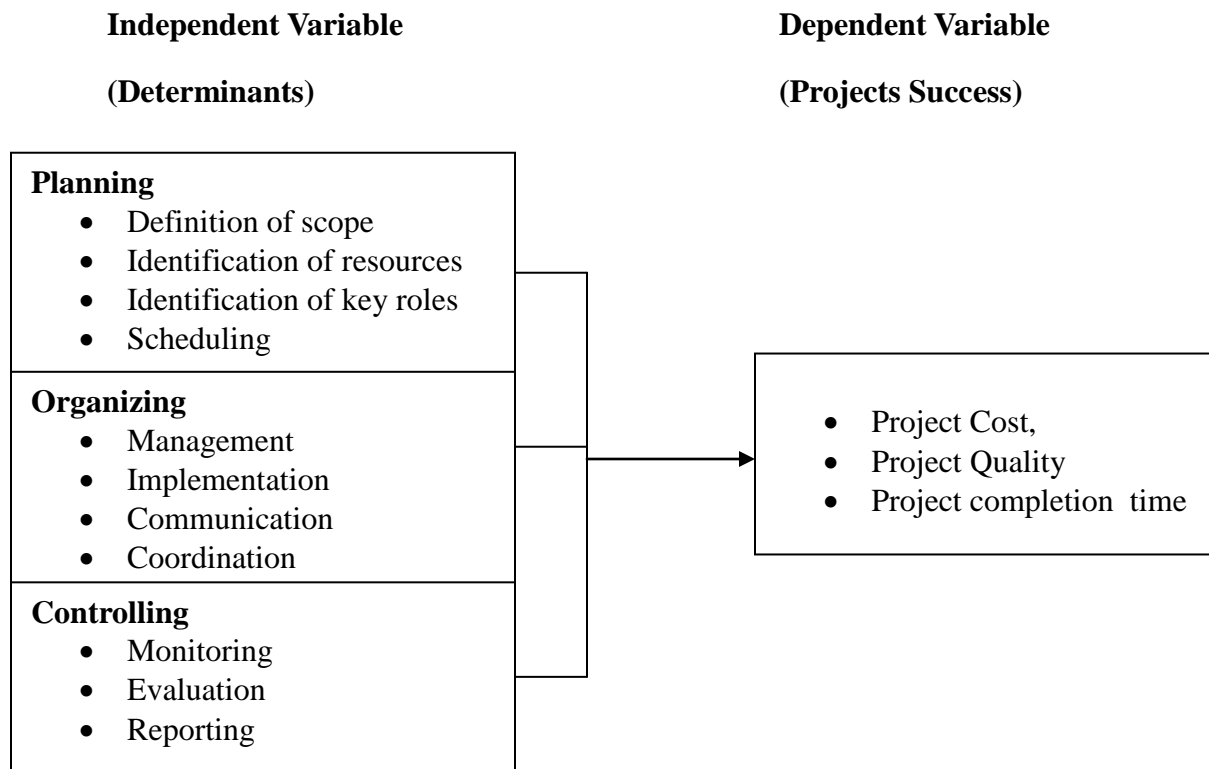 Independent Variable
(Determinants)
Dependent Variable
(Projects Success)
Planning
• Definition of scope
• Identification of resources
• Identification of key roles
• Scheduling
Organizing
• Management
• Implementation
• Communication
• Coordination
Controlling
• Monitoring
• Evaluation
• Reporting
• Project Cost,
• Project Quality
• Project completion  time